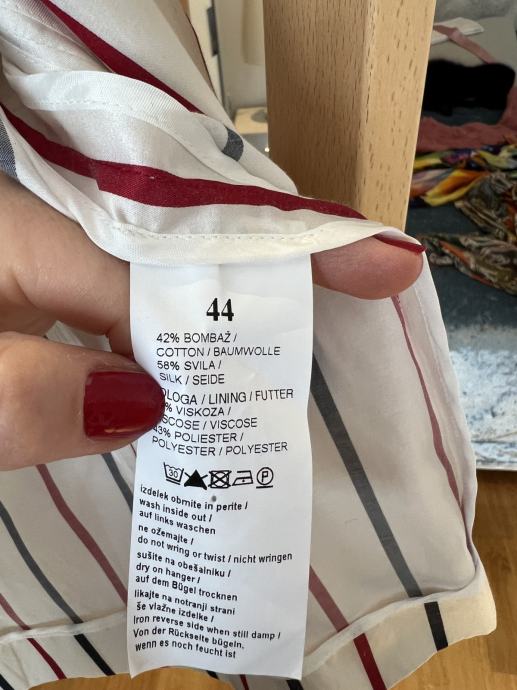 44
42% BOMBAŽ /
COTTON / BAUMWOLLE
58% SVILA /
SILK / SEIDE
/ LINING / FUTTER
VISKOZA /
/ VISCOSE
43% POLIESTER /
POLYESTER / POLYESTER
30 P
izdelek obrnite in perite /
wash inside out /
auf links waschen
ne ožemajte /
do not wring or twist / nicht wringen
sušite na obešalniku /
dry on hanger /
auf dem Bügel trocknen
likajte na notranji strani
še vlažne izdelke /
Iron reverse side when still damp /
Von der Rückseite bügeln,
wenn es noch feucht ist